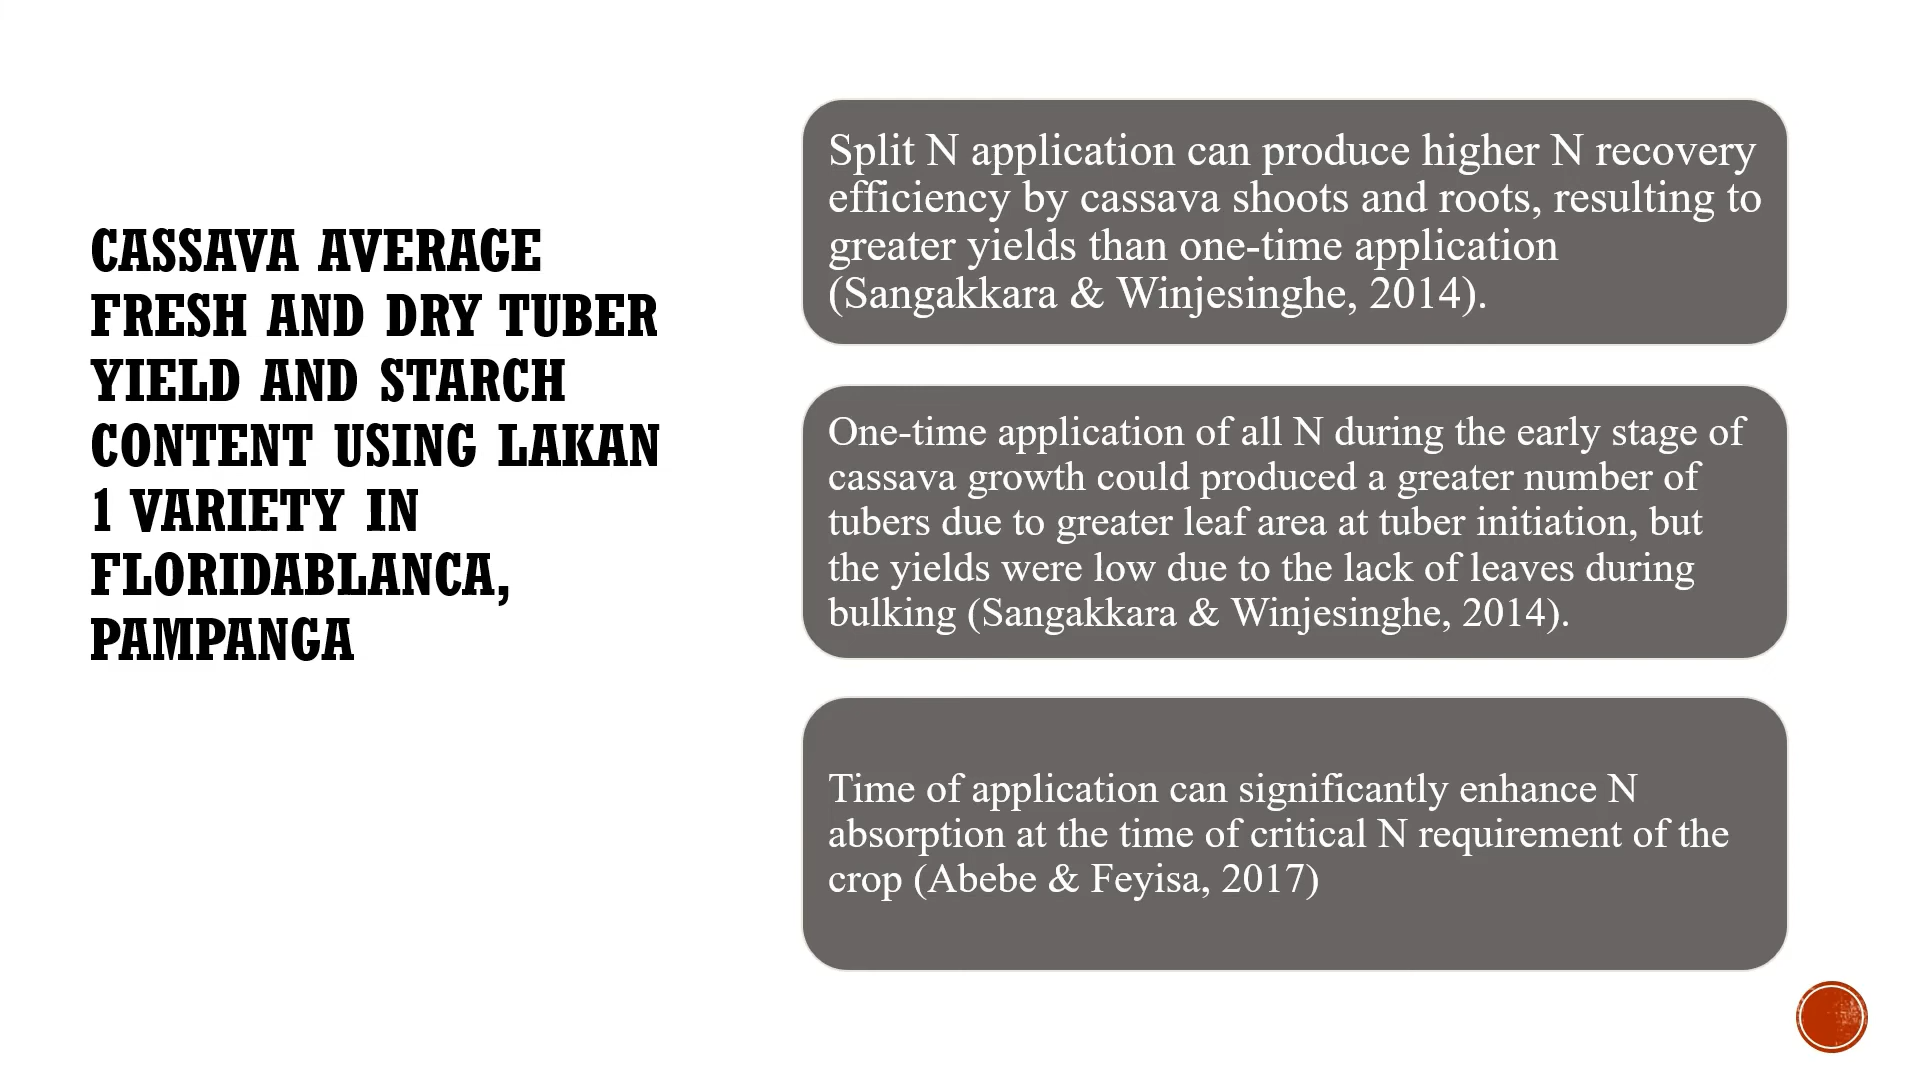 CASSAVA AVERAGE
FRESH AND DRY TUBER
YIELD AND STARCH
CONTENT USING LAKAN
1 VARIETY IN
FLORIDABLANCA,
PAMPANGA
Split N application can produce higher N recovery
efficiency by cassava shoots and roots, resulting to
greater yields than one-time application
(Sangakkara & Winjesinghe, 2014).
One-time application of all N during the early stage of
cassava growth could produced a greater number of
tubers due to greater leaf area at tuber initiation, but
the yields were low due to the lack of leaves during
bulking (Sangakkara & Winjesinghe, 2014).
Time of application can significantly enhance N
absorption at the time of critical N requirement of the
crop (Abebe & Feyisa, 2017)